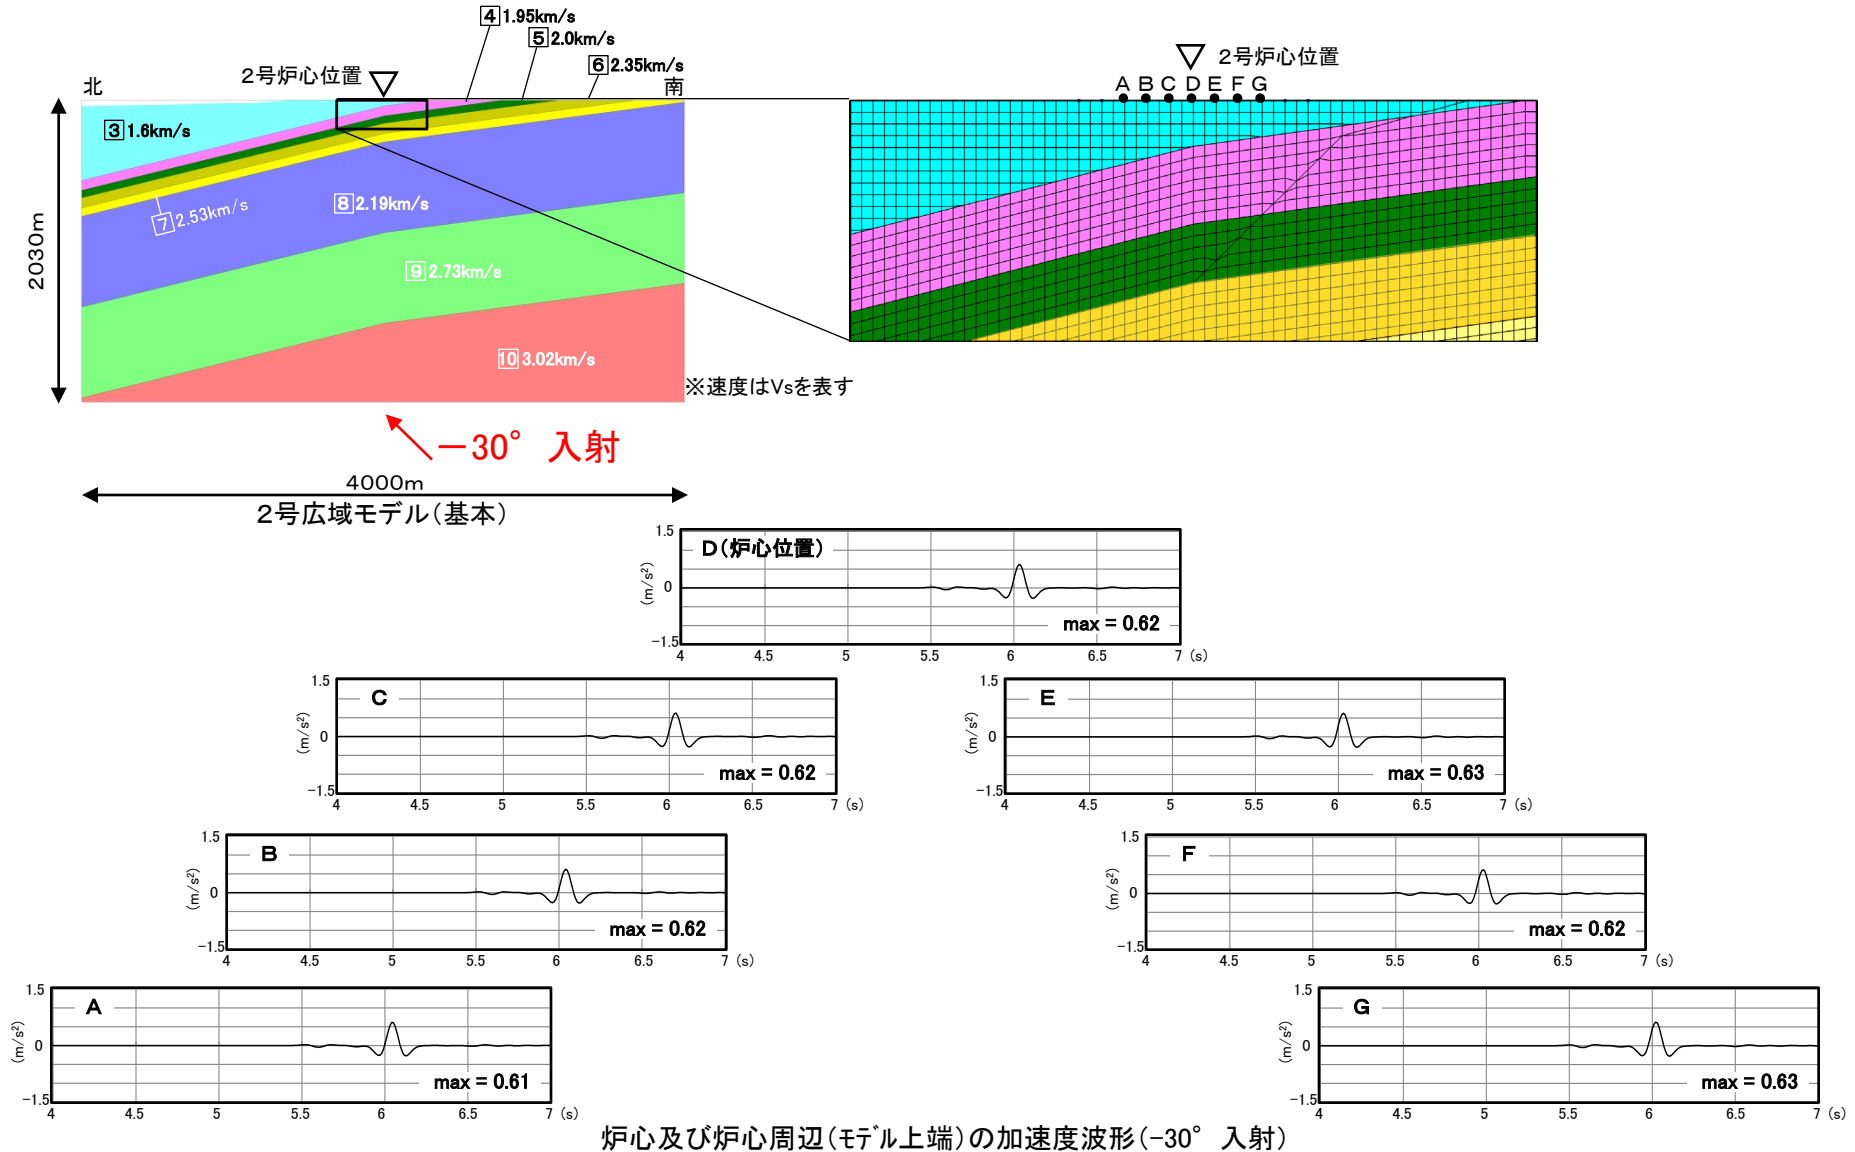 4 1.95km/s
5 2.0km/s
6 2.35km/s
北
2号炉心位置
南
3 1.6km/s
7 2.53km/s
8 2.19km/s
9 2.73km/s
10 3.02km/s
2030m
※速度はVsを表す
−30° 入射
4000m
2号広域モデル(基本)
2号炉心位置
A B C D E F G
D(炉心位置)
1.5
0
−1.5
(m/s²)
max = 0.62
4 4.5 5 5.5 6 6.5 7 (s)
C
1.5
0
−1.5
(m/s²)
max = 0.62
4 4.5 5 5.5 6 6.5 7 (s)
E
1.5
0
−1.5
(m/s²)
max = 0.63
4 4.5 5 5.5 6 6.5 7 (s)
B
1.5
0
−1.5
(m/s²)
max = 0.62
4 4.5 5 5.5 6 6.5 7 (s)
F
1.5
0
−1.5
(m/s²)
max = 0.62
4 4.5 5 5.5 6 6.5 7 (s)
A
1.5
0
−1.5
(m/s²)
max = 0.61
4 4.5 5 5.5 6 6.5 7 (s)
G
1.5
0
−1.5
(m/s²)
max = 0.63
4 4.5 5 5.5 6 6.5 7 (s)
炉心及び炉心周辺(モデル上端)の加速度波形(-30° 入射)